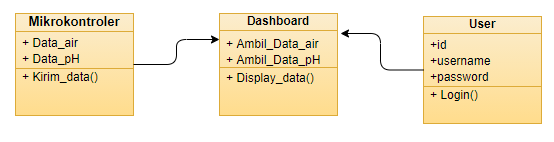 Mikrokontroler
+ Data_air
+ Data_pH
+ Kirim_data()
Dashboard
+ Ambil_Data_air
+ Ambil_Data_pH
+ Display_data()
User
+id
+username
+password
+ Login()